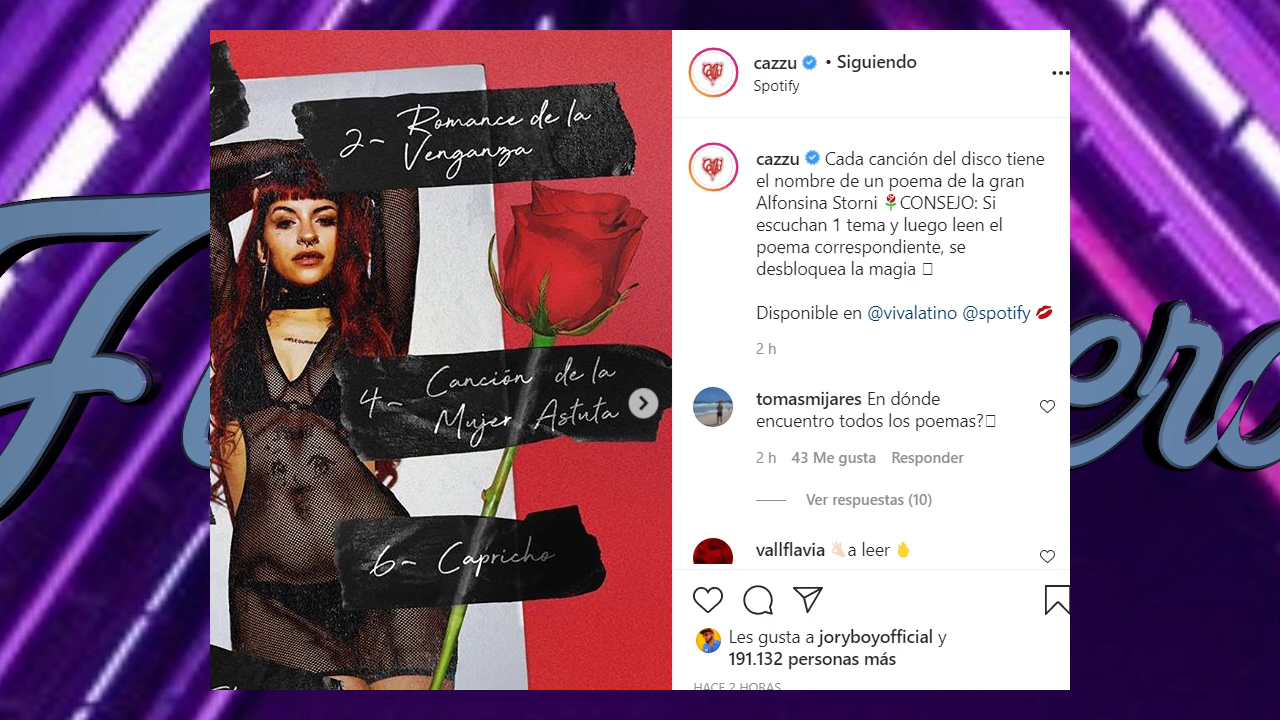 2- Romance de la
Venganza
4- Canción de la
Mujer Astuta
6- Capricho
cazzu • Siguiendo
Spotify
cazzu Cada canción del disco tiene
el nombre de un poema de la gran
Alfonsina Storni 🌹CONSEJO: Si
escuchan 1 tema y luego leen el
poema correspondiente, se
desbloquea la magia
Disponible en @vivalatino @spotify 💋
2 h
tomasmijares En dónde
encuentro todos los poemas?
2 h 43 Me gusta Responder
Ver respuestas (10)
vallflavia 👌🏻a leer
Les gusta a joryboyofficial y
191.132 personas más
HACE 2 HORAS